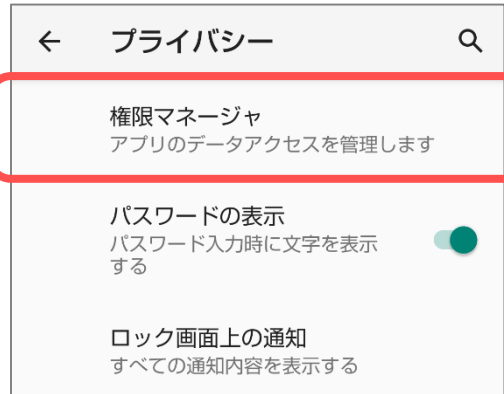 プライバシー
権限マネージャ
アプリのデータアクセスを管理します
パスワードの表示
パスワード入力時に文字を表示
する
ロック画面上の通知
すべての通知内容を表示する